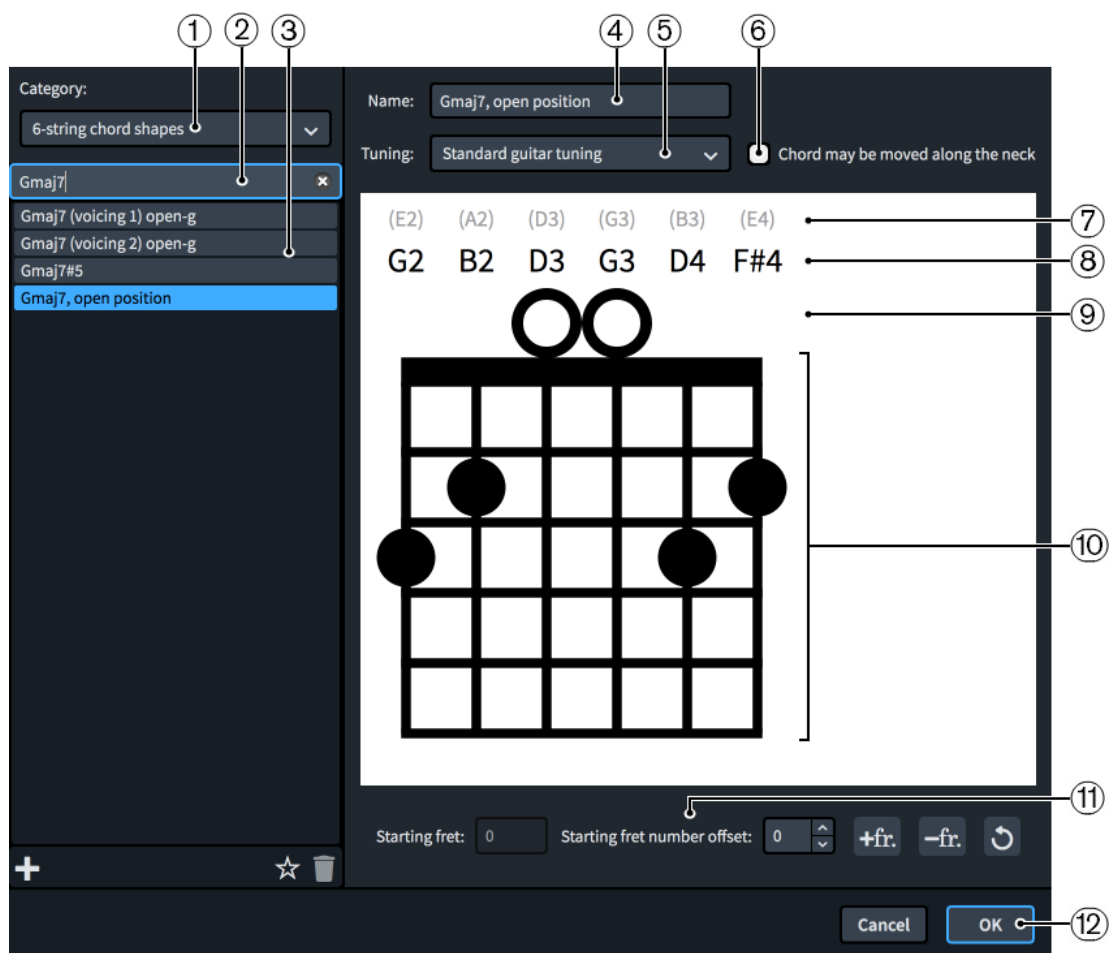 ① ② ③ ④ ⑤ ⑥
Category:
6-string chord shapes
Gmaj7
Gmaj7 (voicing 1) open-g
Gmaj7 (voicing 2) open-g
Gmaj7#5
Gmaj7, open position
Name: Gmaj7, open position
Tuning: Standard guitar tuning Chord may be moved along the neck
(E2) (A2) (D3) (G3) (B3) (E4) ⑦
G2 B2 D3 G3 D4 F#4 ⑧
⑨
⑩
⑪
Starting fret: 0 Starting fret number offset: 0 +fr. −fr.
Cancel OK ⑫